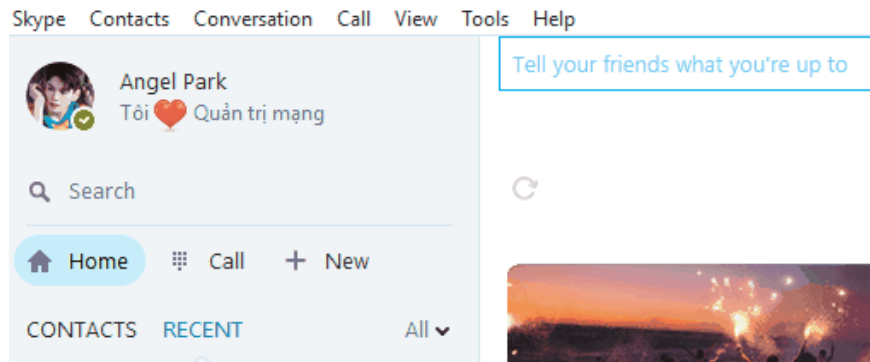 Skype Contacts Conversation Call View Tools Help
Tell your friends what you're up to
Angel Park
Tôi ❤ Quản trị mạng
Search
Home Call New
CONTACTS RECENT All